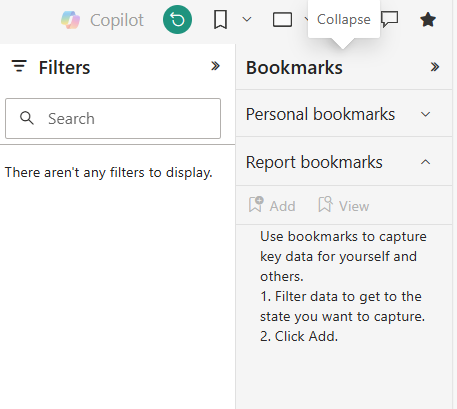 Copilot
Collapse
Filters
Search
There aren't any filters to display.
Bookmarks
Personal bookmarks
Report bookmarks
Add
View
Use bookmarks to capture
key data for yourself and
others.
1. Filter data to get to the
state you want to capture.
2. Click Add.